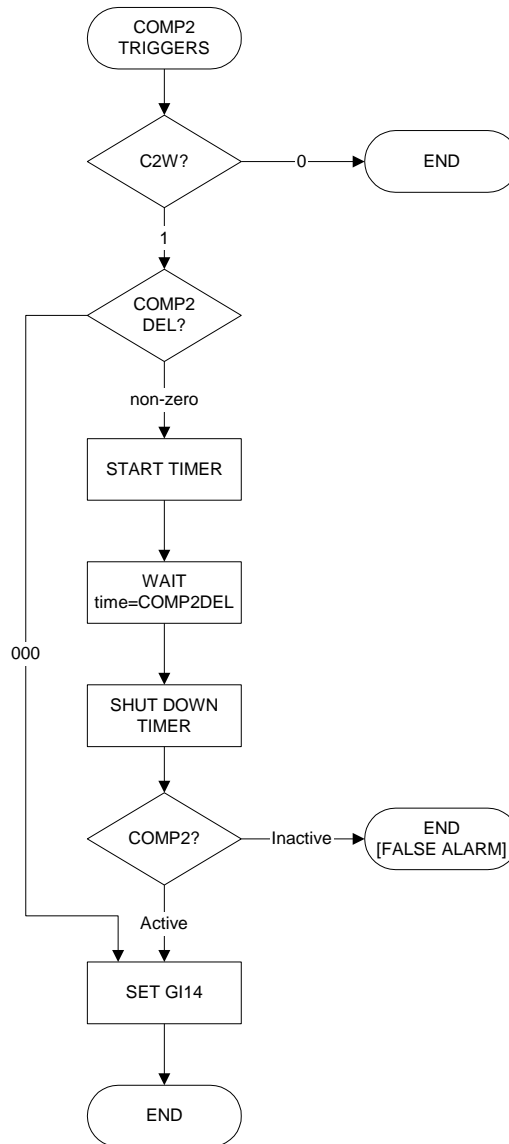 COMP2
TRIGGERS
C2W?
0
END
1
COMP2
DEL?
non-zero
START TIMER
WAIT
time=COMP2DEL
000
SHUT DOWN
TIMER
COMP2?
Inactive
END
[FALSE ALARM]
Active
SET GI14
END